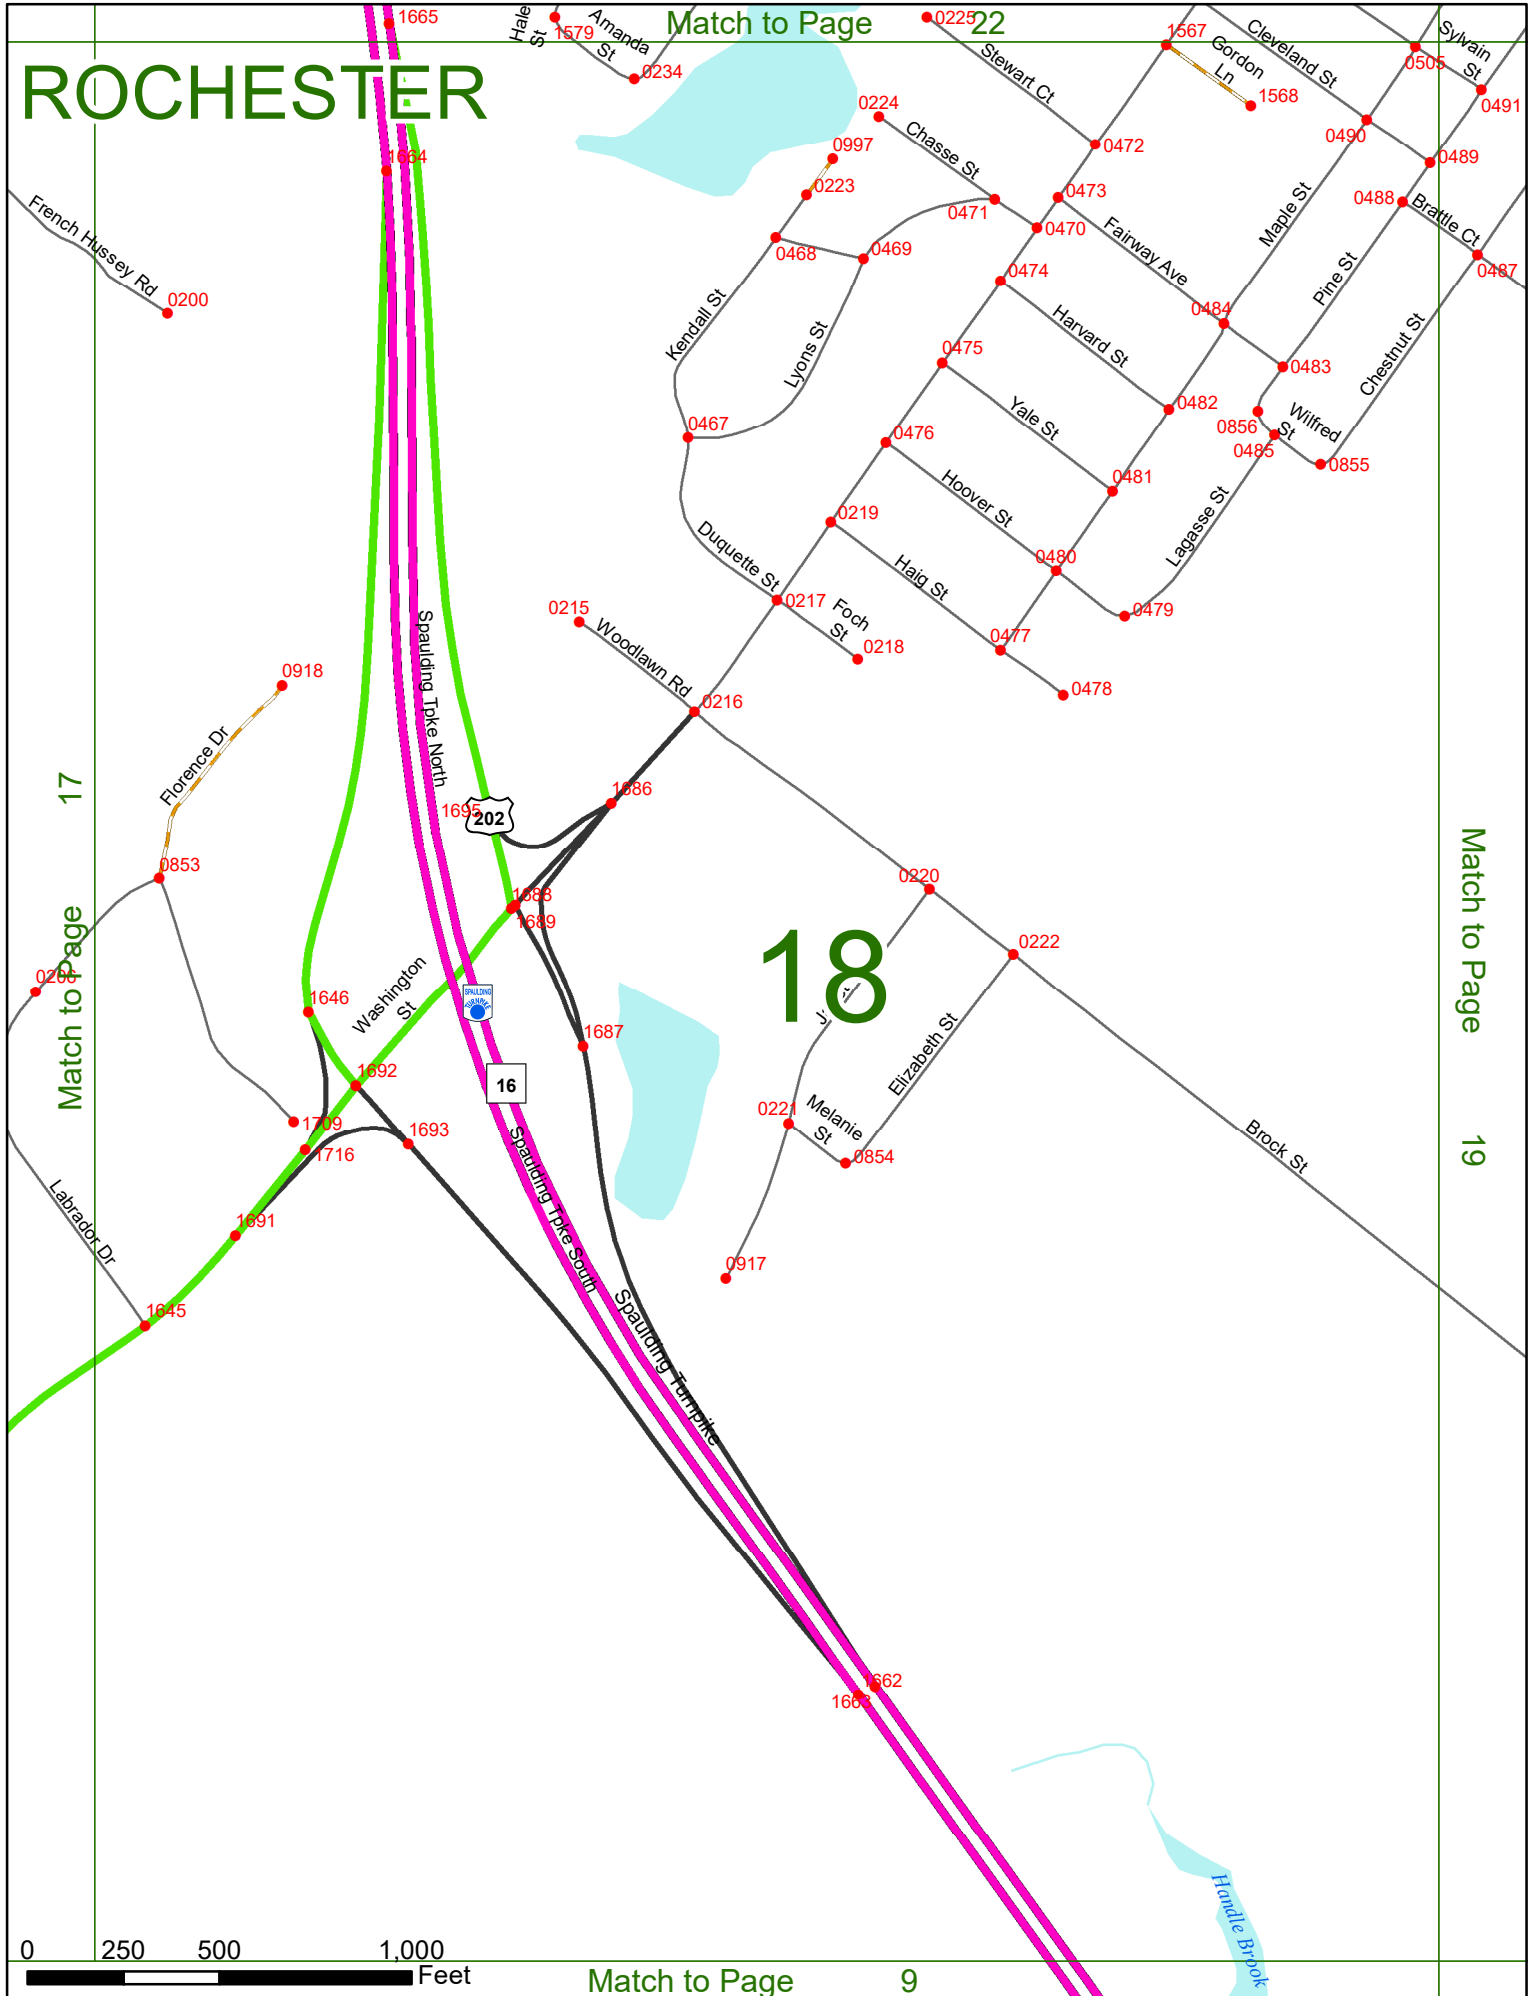 1665
Hale St
1579
Amanda St
0234
Match to Page 22
0225
Stewart Ct
1567
Gordon Ln
1568
Cleveland St
Sylvain St
0505
0491
ROCHESTER
0224
Chasse St
0472
0490
0489
1664
0997
0223
0471
0473
0470
Maple St
0488
Brattle Ct
0487
French Hussey Rd
0200
0468
0469
Fairway Ave
0474
Pine St
0484
Kendall St
Lyons St
Harvard St
0475
0483
Chestnut St
0467
Yale St
0482
0856
Wilfred St
0485
0855
0476
Hoover St
0481
0219
Lagasse St
Duquette St
Haig St
0480
0215
Woodlawn Rd
0217
Foch St
0218
0479
0477
0478
0918
Spaulding Tpke North
0216
Florence Dr
17
1695
202
1686
0853
Match to Page
1688
1689
0220
0222
18
Match to Page
19
Washington St
1646
SPAULDING TURNPIKE
1687
Elizabeth St
1692
16
0221
Melanie St
0854
1709
1716
1693
Brock St
Labrador Dr
1691
Spaulding Tpke South
0917
1645
Spaulding Turnpike
1662
Handle Brook
0 250 500 1,000
Feet
Match to Page 9